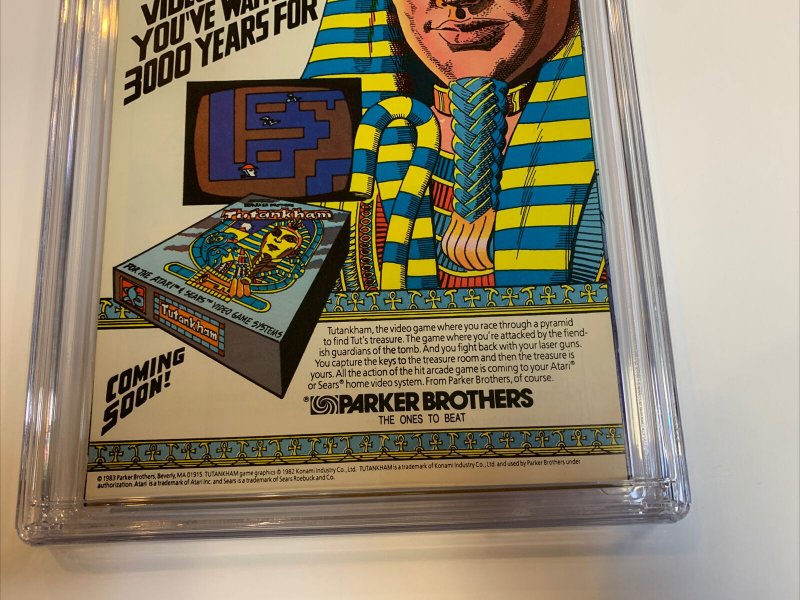 VIDEO
YOU'VE
3000 YEARS FOR
PARKER BROTHERS
Tutankham
FOR THE ATARI™ & SEARS™ VIDEO GAME SYSTEMS
Tutankham
COMING
SOON!
Tutankham, the video game where you race through a pyramid
to find Tut's treasure. The game where you're attacked by the fiend-
ish guardians of the tomb. And you fight back with your laser guns.
You capture the keys to the treasure room and then the treasure is
yours. All the action of the hit arcade game is coming to your Atari®
or Sears® home video system. From Parker Brothers, of course.
®PARKER BROTHERS
THE ONES TO BEAT
© 1983 Parker Brothers, Beverly, MA 01915. TUTANKHAM game graphics © 1982 Konami Industry Co., Ltd. TUTANKHAM is a trademark of Konami Industry Co., Ltd. and used by Parker Brothers under
authorization. Atari is a trademark of Atari Inc. and Sears is a trademark of Sears Roebuck and Co.